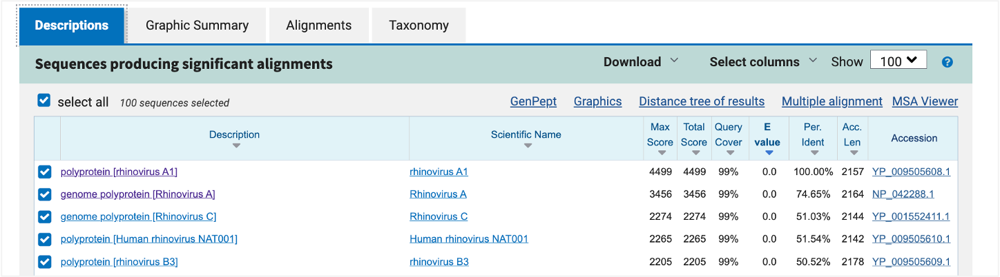 Descriptions Graphic Summary Alignments Taxonomy
Sequences producing significant alignments Download Select columns Show 100 ?
select all 100 sequences selected GenPept Graphics Distance tree of results Multiple alignment MSA Viewer
Description Scientific Name Max Score Total Score Query Cover E value Per. Ident Acc. Len Accession
polyprotein [rhinovirus A1] rhinovirus A1 4499 4499 99% 0.0 100.00% 2157 YP_009505608.1
genome polyprotein [Rhinovirus A] Rhinovirus A 3456 3456 99% 0.0 74.65% 2164 NP_042288.1
genome polyprotein [Rhinovirus C] Rhinovirus C 2274 2274 99% 0.0 51.03% 2144 YP_001552411.1
polyprotein [Human rhinovirus NAT001] Human rhinovirus NAT001 2265 2265 99% 0.0 51.54% 2142 YP_009505610.1
polyprotein [rhinovirus B3] rhinovirus B3 2205 2205 99% 0.0 50.52% 2178 YP_009505609.1